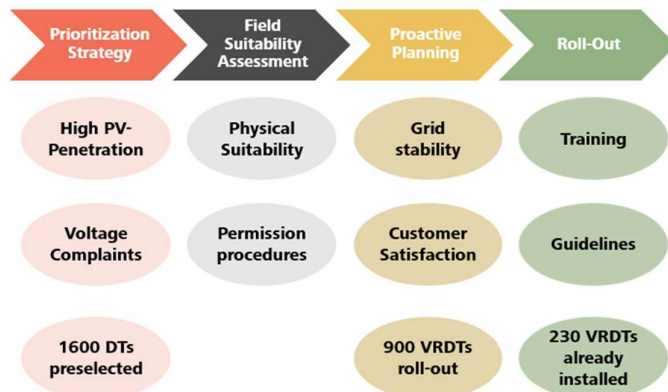 Prioritization
Strategy
Field
Suitability
Assessment
Proactive
Planning
Roll-Out
High PV-
Penetration
Physical
Suitability
Grid
stability
Training
Voltage
Complaints
Permission
procedures
Customer
Satisfaction
Guidelines
1600 DTs
preselected
900 VRDTs
roll-out
230 VRDTs
already
installed